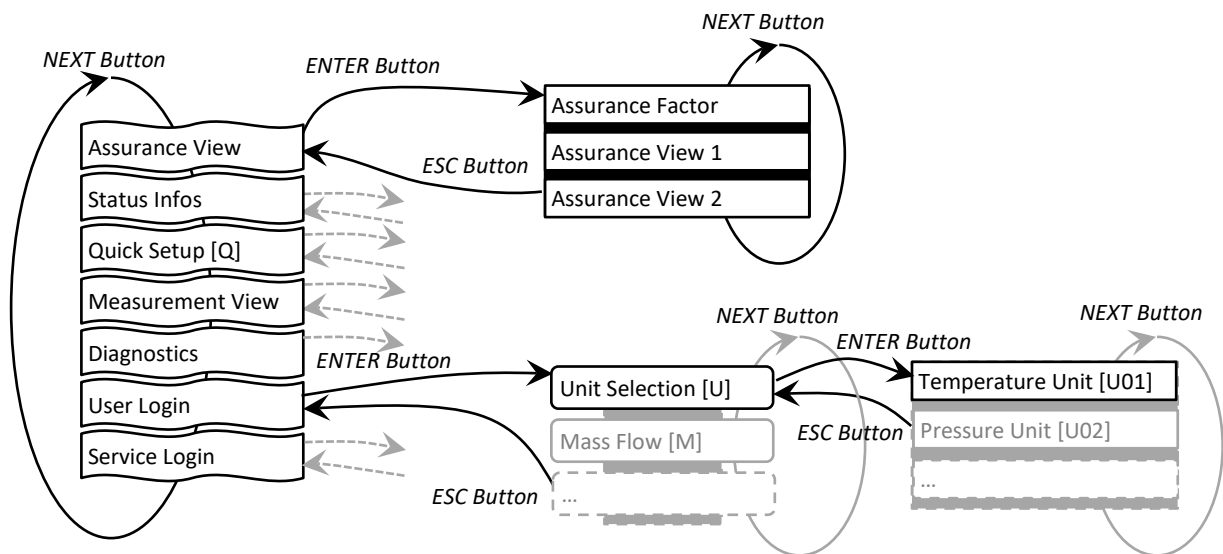 NEXT Button
NEXT Button
ENTER Button
Assurance Factor
Assurance View
Assurance View 1
ESC Button
Status Infos
Assurance View 2
Quick Setup [Q]
Measurement View
NEXT Button
NEXT Button
Diagnostics
ENTER Button
ENTER Button
User Login
Unit Selection [U]
Temperature Unit [U01]
ESC Button
Pressure Unit [U02]
Mass Flow [M]
Service Login
ESC Button
...
...